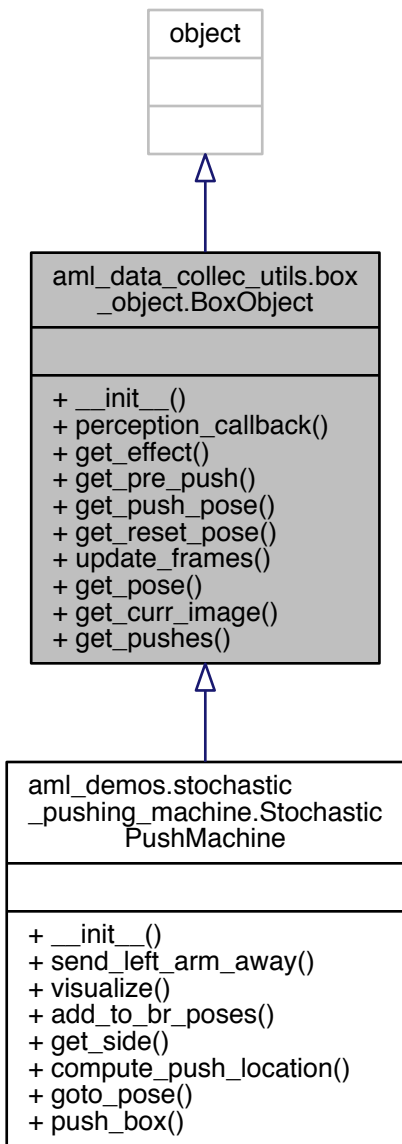 object
aml_data_collec_utils.box
_object.BoxObject
+ __init__()
+ perception_callback()
+ get_effect()
+ get_pre_push()
+ get_push_pose()
+ get_reset_pose()
+ update_frames()
+ get_pose()
+ get_curr_image()
+ get_pushes()
aml_demos.stochastic
_pushing_machine.Stochastic
PushMachine
+ __init__()
+ send_left_arm_away()
+ visualize()
+ add_to_br_poses()
+ get_side()
+ compute_push_location()
+ goto_pose()
+ push_box()